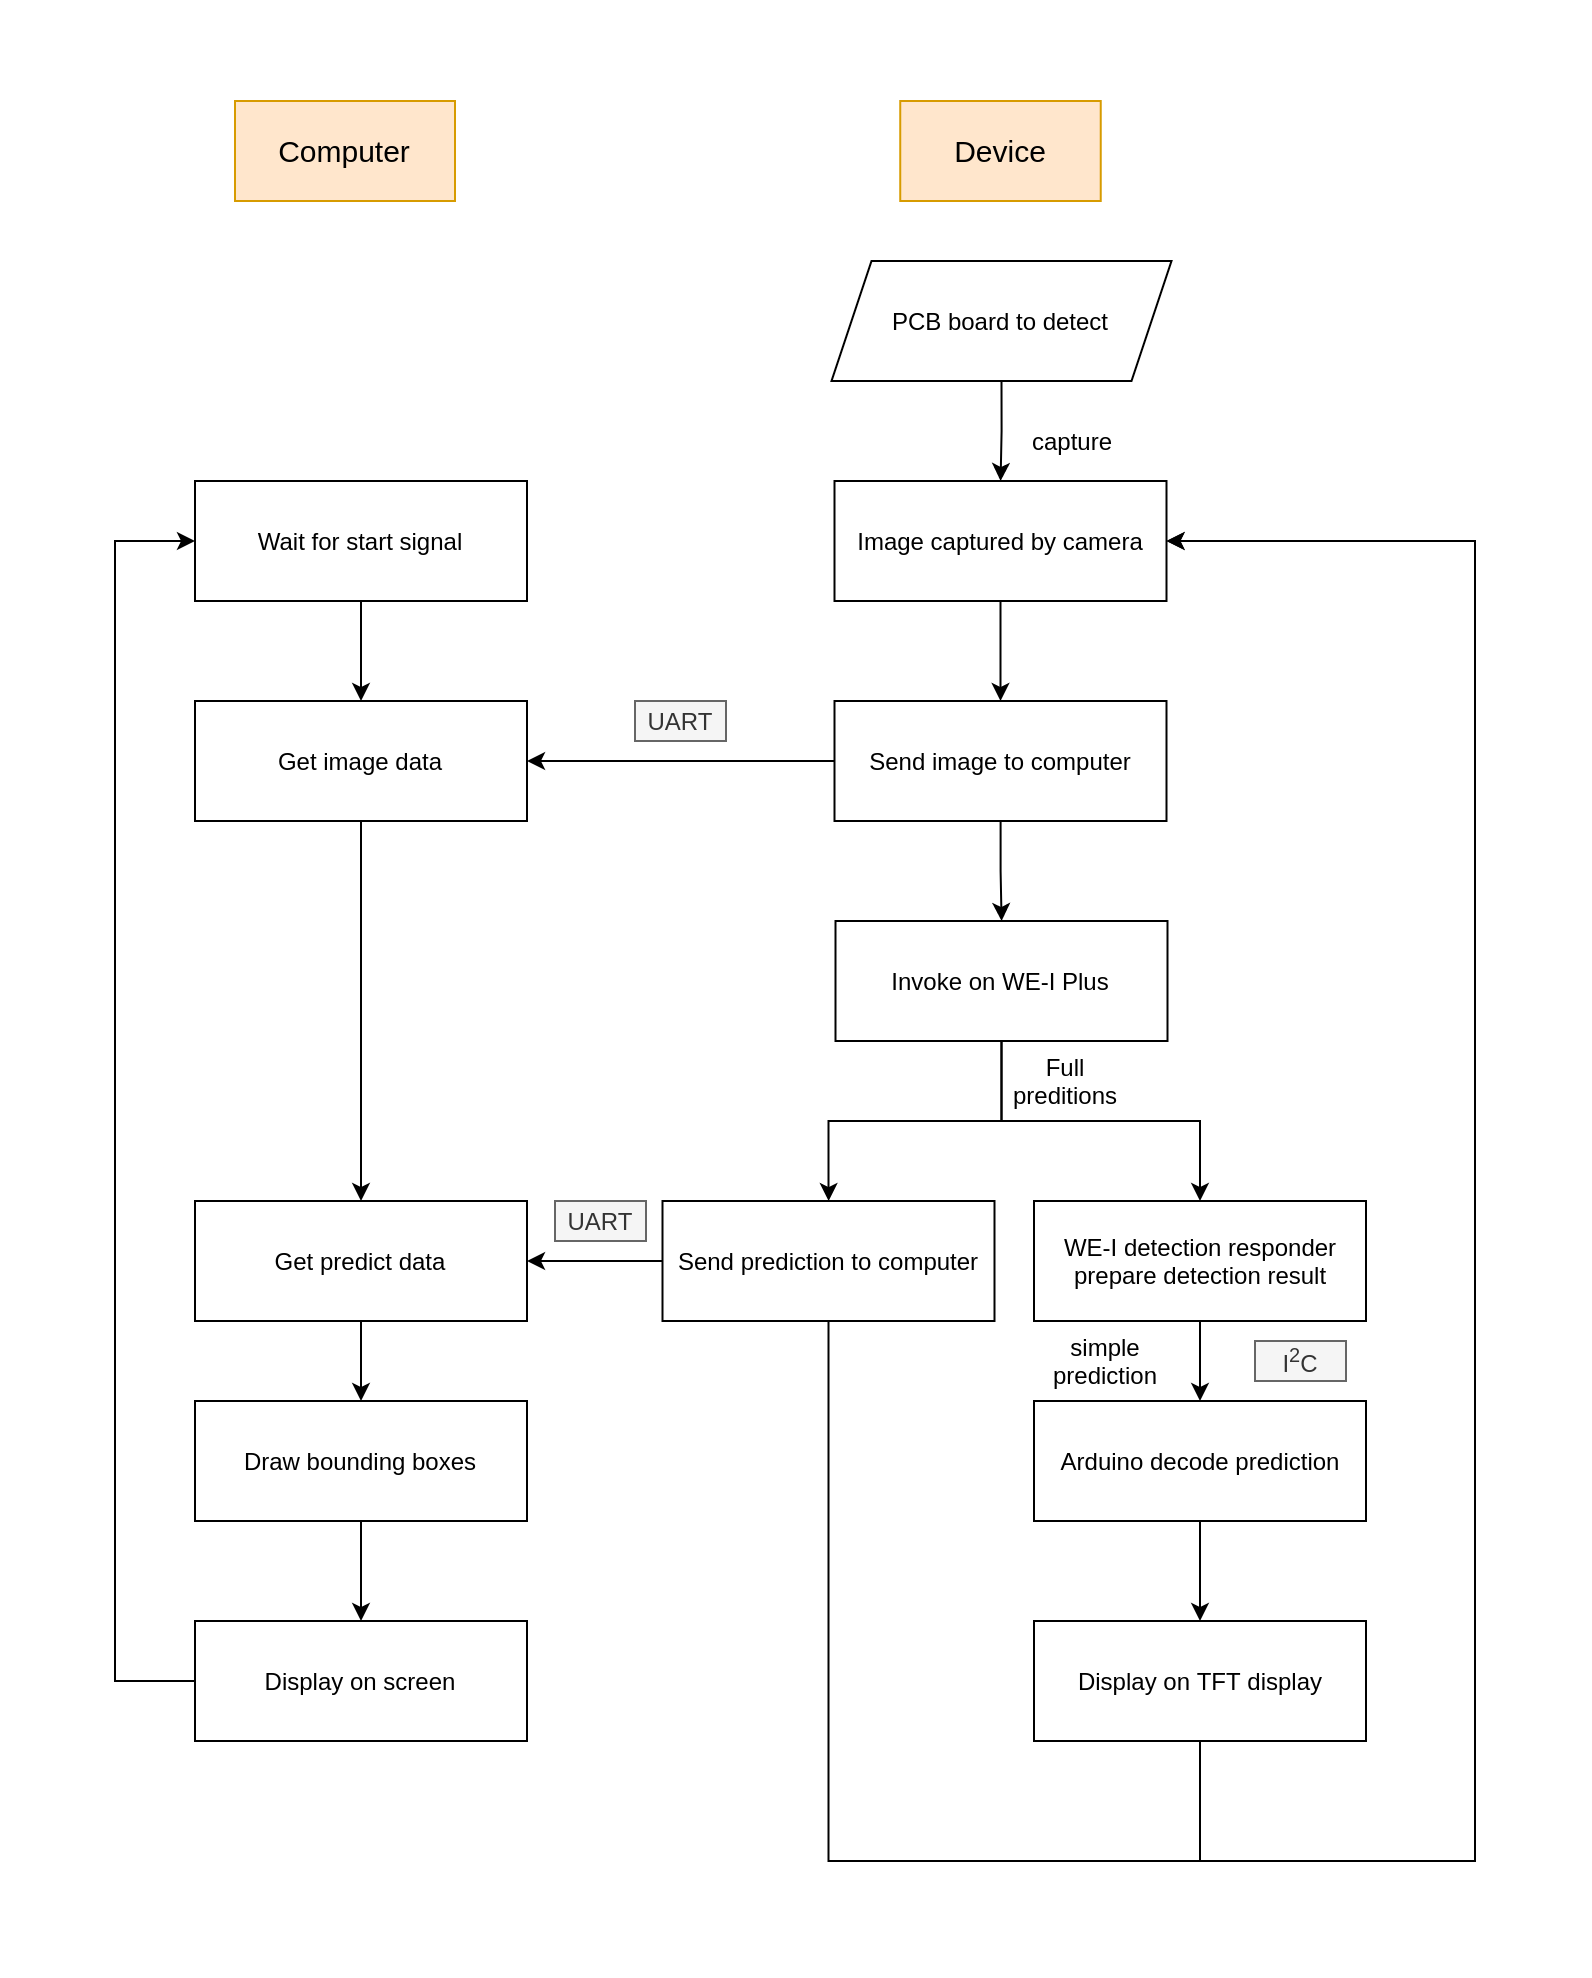 Computer
Device
PCB board to detect
capture
Wait for start signal
Image captured by camera
UART
Get image data
Send image to computer
Invoke on WE-I Plus
Full
preditions
UART
Get predict data
Send prediction to computer
WE-I detection responder
prepare detection result
simple
prediction
I²C
Draw bounding boxes
Arduino decode prediction
Display on screen
Display on TFT display